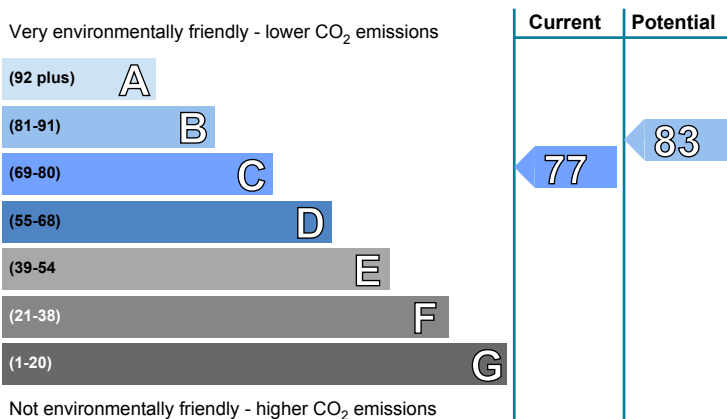 Very environmentally friendly - lower CO₂ emissions
Current
Potential
(92 plus) A
(81-91) B
83
(69-80) C
77
(55-68) D
(39-54 E
(21-38) F
(1-20) G
Not environmentally friendly - higher CO₂ emissions